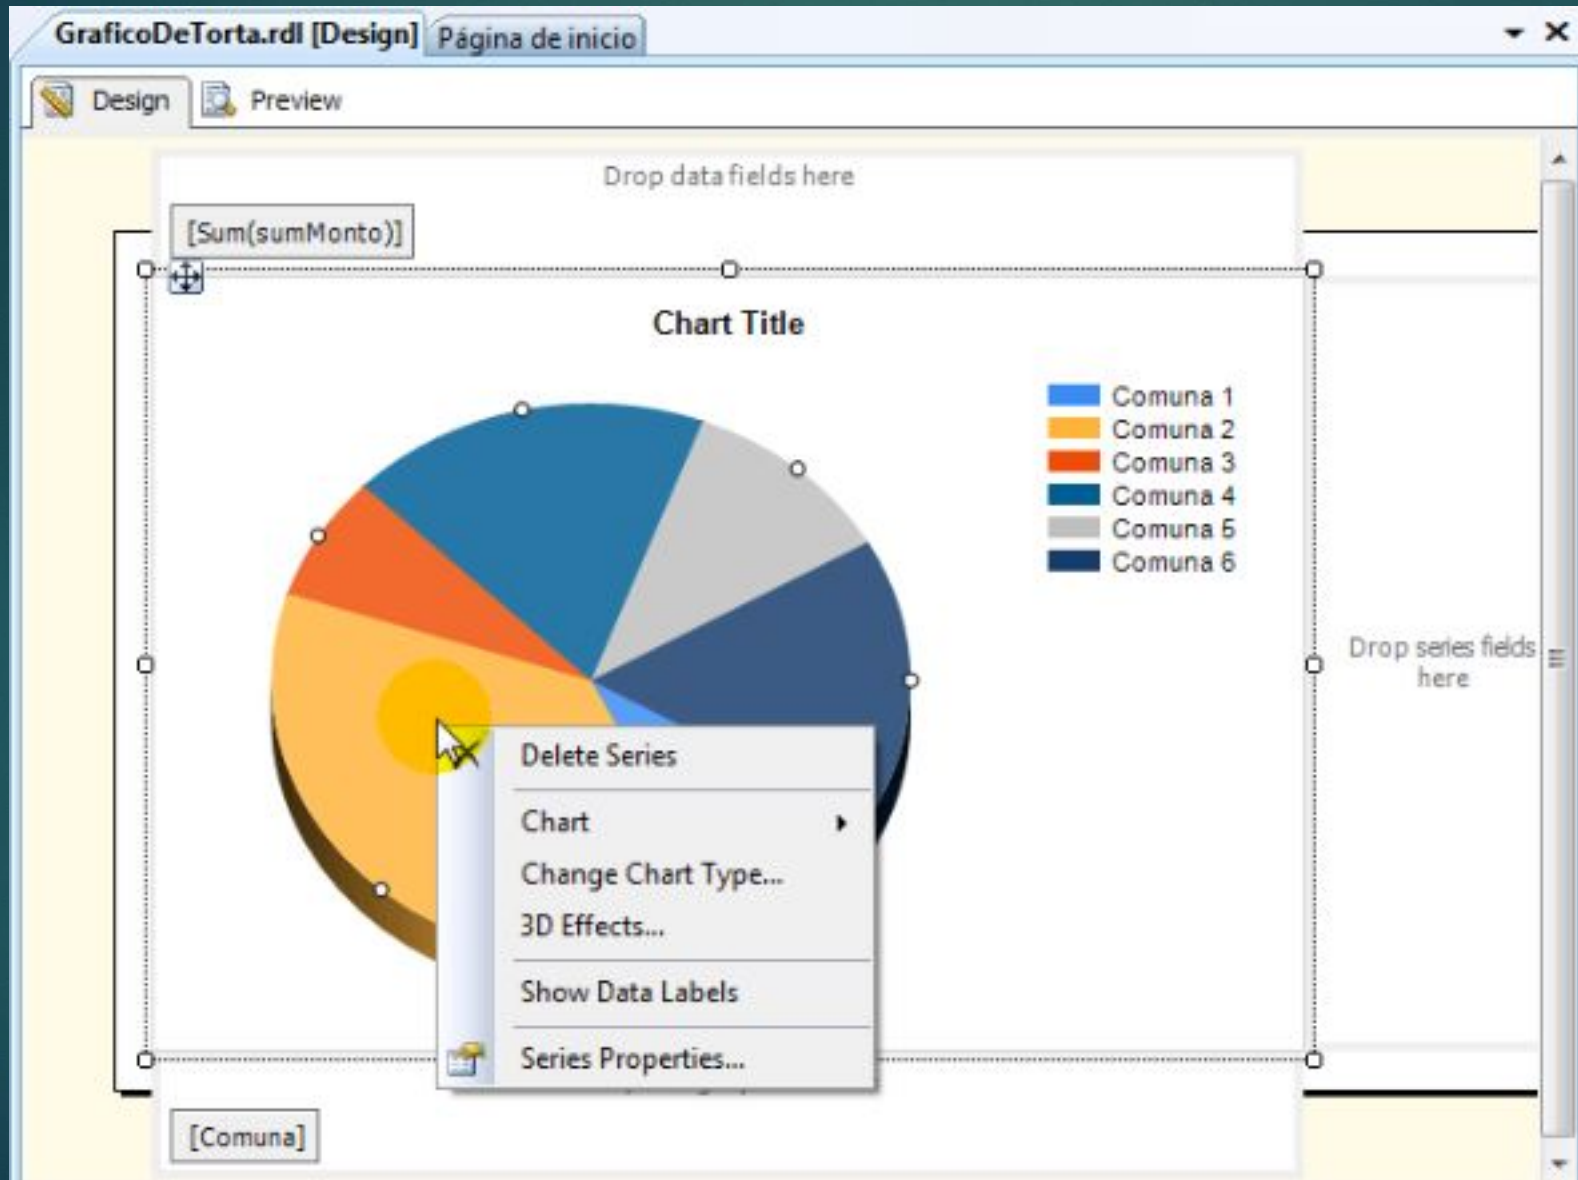 GraficoDeTorta.rdl [Design] Página de inicio
Design Preview
Drop data fields here
[Sum(sumMonto)]
Chart Title
Comuna 1
Comuna 2
Comuna 3
Comuna 4
Comuna 5
Comuna 6
Drop series fields
here
Delete Series
Chart
Change Chart Type...
3D Effects...
Show Data Labels
Series Properties...
[Comuna]